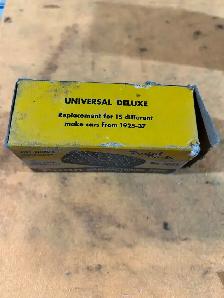 UNIVERSAL DELUXE
Replacement for 15 different
make cars from 1925-37